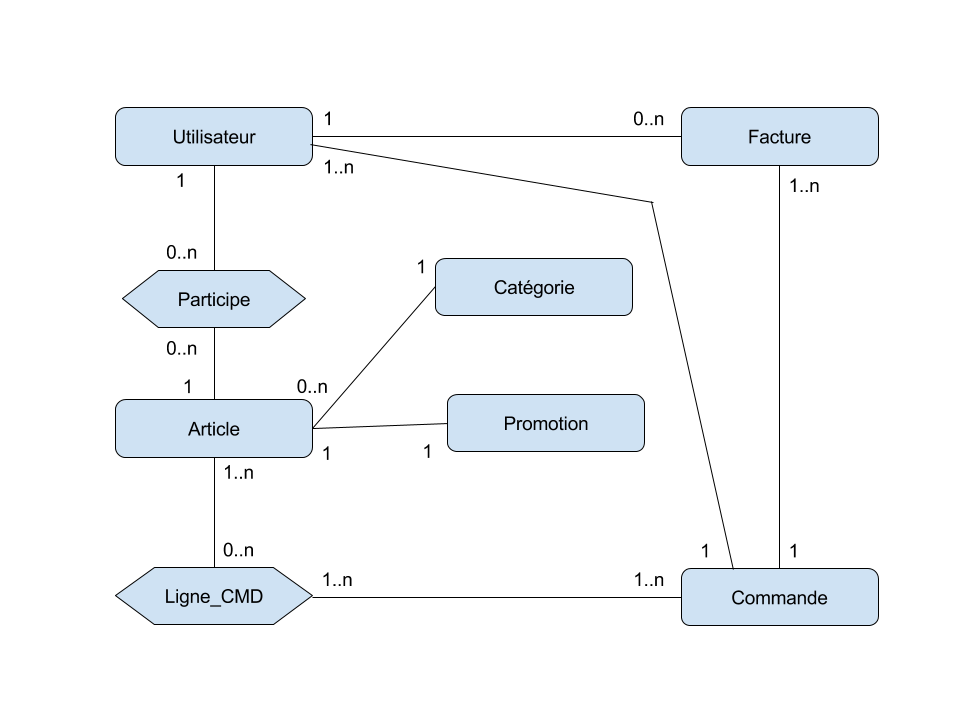 Utilisateur
1
0..n
Facture
1..n
1..n
1
0..n
Participe
1
Catégorie
0..n
1
Article
0..n
1
1
Promotion
1..n
0..n
Ligne_CMD
1..n
1..n
1
1
Commande